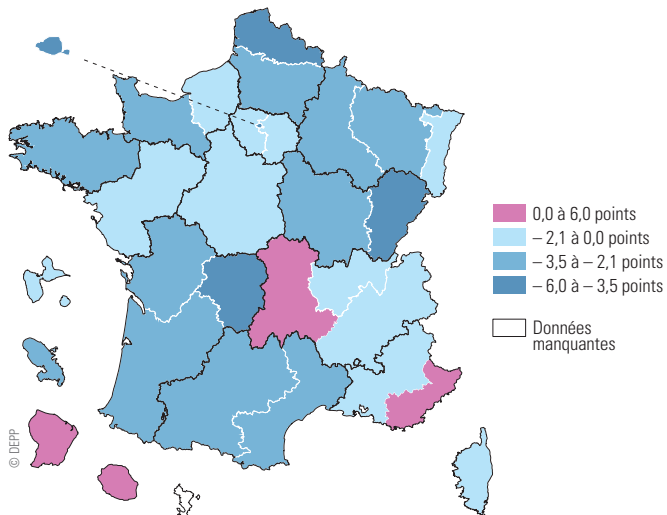 0,0 à 6,0 points
– 2,1 à 0,0 points
– 3,5 à – 2,1 points
– 6,0 à – 3,5 points
Données
manquantes
© DEPP